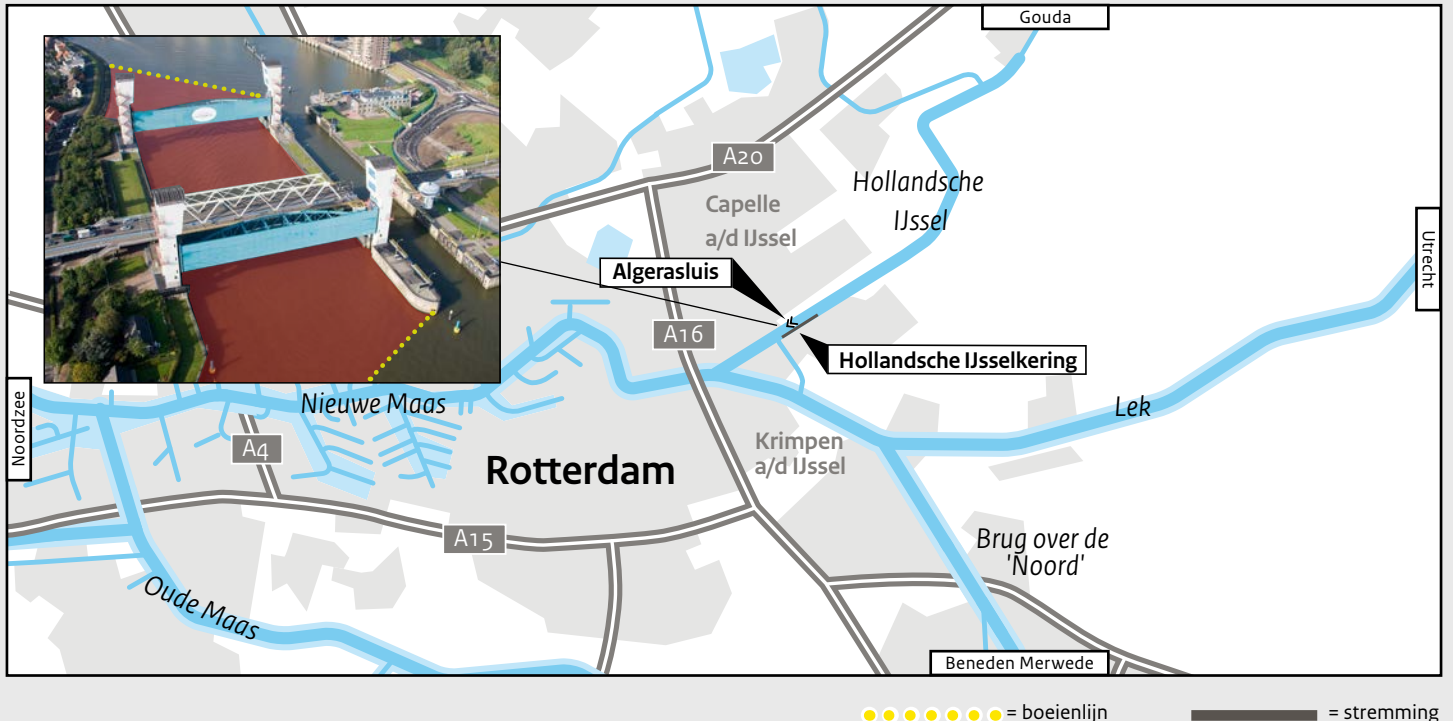 Gouda
A20
Hollandsche
IJssel
Capelle
a/d IJssel
Utrecht
Algerasluis
A16
Hollandsche IJsselkering
Noordzee
Nieuwe Maas
Lek
A4
Krimpen
a/d IJssel
Rotterdam
A15
Brug over de
'Noord'
Oude Maas
Beneden Merwede
= boeienlijn
= stremming